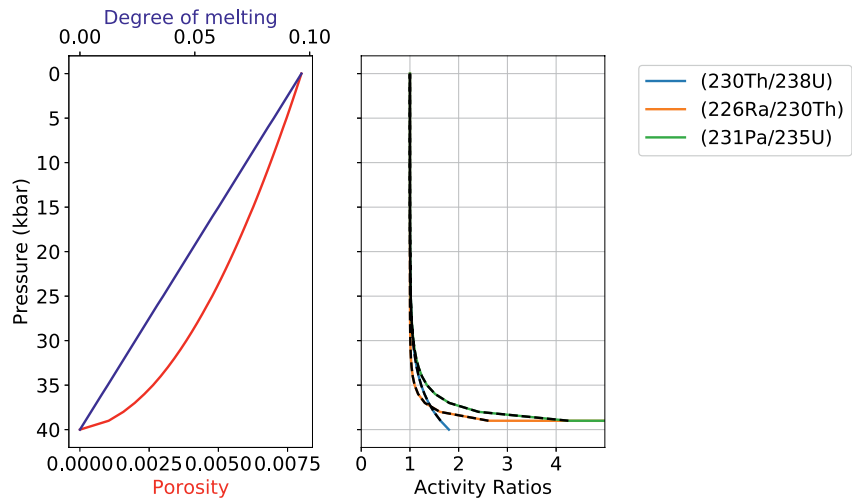 Degree of melting
0.00 0.05 0.10
Pressure (kbar)
0
5
10
15
20
25
30
35
40
0.0000 0.0025 0.0050 0.0075
Porosity
0 1 2 3 4
Activity Ratios
(230Th/238U)
(226Ra/230Th)
(231Pa/235U)